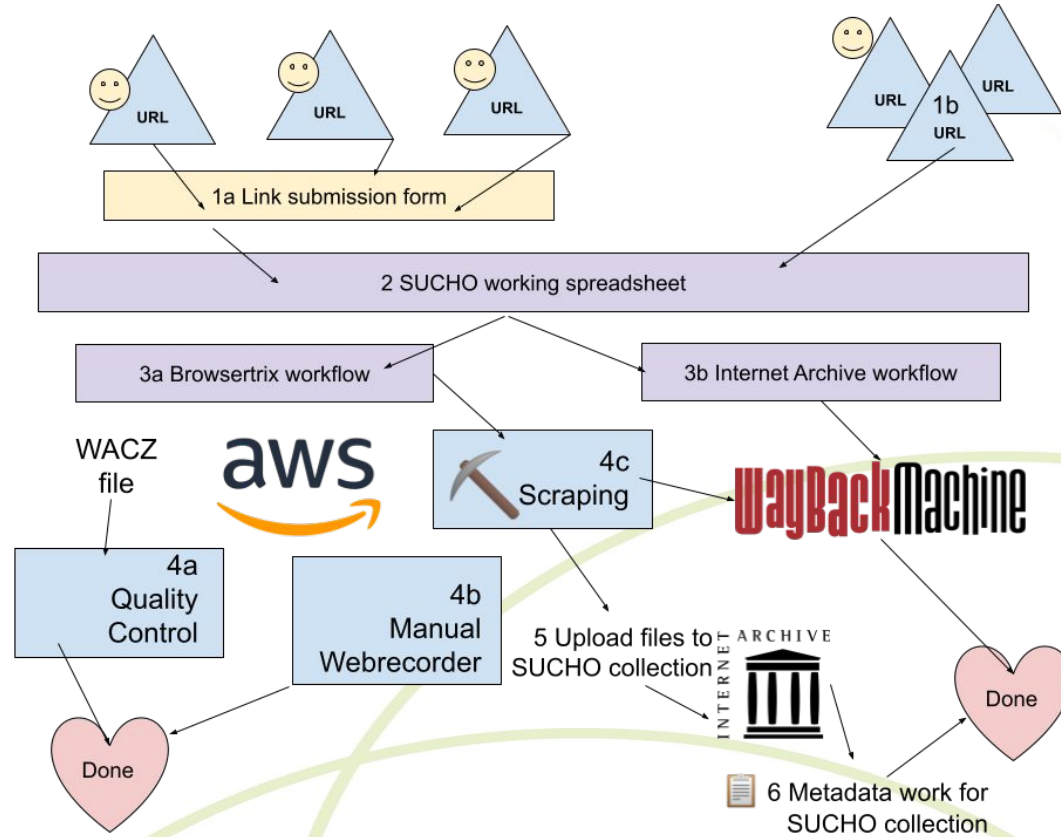 URL
URL
URL
URL
1b
URL
URL
1a Link submission form
2 SUCHO working spreadsheet
3a Browsertrix workflow
3b Internet Archive workflow
WACZ
file
aws
4c
Scraping
WayBackMachine
4a
Quality
Control
4b
Manual
Webrecorder
5 Upload files to
SUCHO collection
INTERNET
ARCHIVE
Done
Done
6 Metadata work for
SUCHO collection